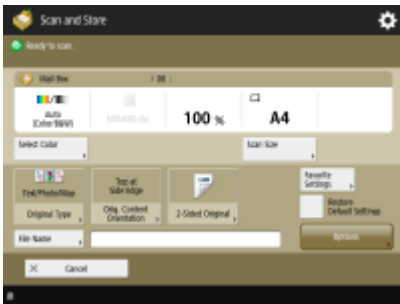 Scan and Store
Ready to scan.
Mail Box / 00 :
Auto
(Color/B&W)
100 %
A4
Select Color
Scan Size
Text/Photo/Map
Original Type
Top at
Side Edge
Orig. Content
Orientation
2-Sided Original
Favorite
Settings
Restore
Default Settings
File Name
Options
Cancel